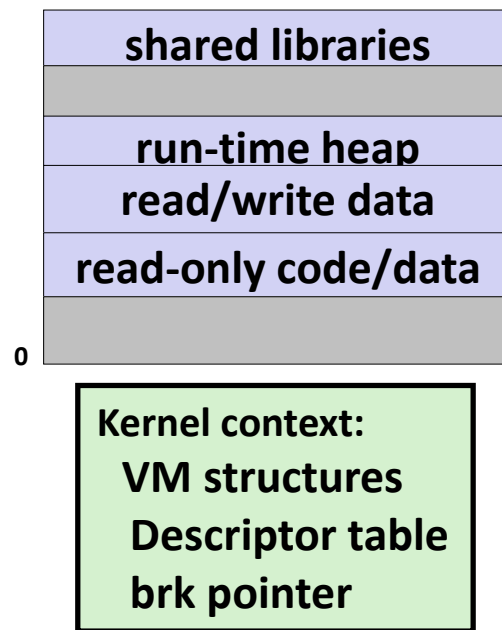 shared libraries
run-time heap
read/write data
read-only code/data
0
Kernel context:
VM structures
Descriptor table
brk pointer